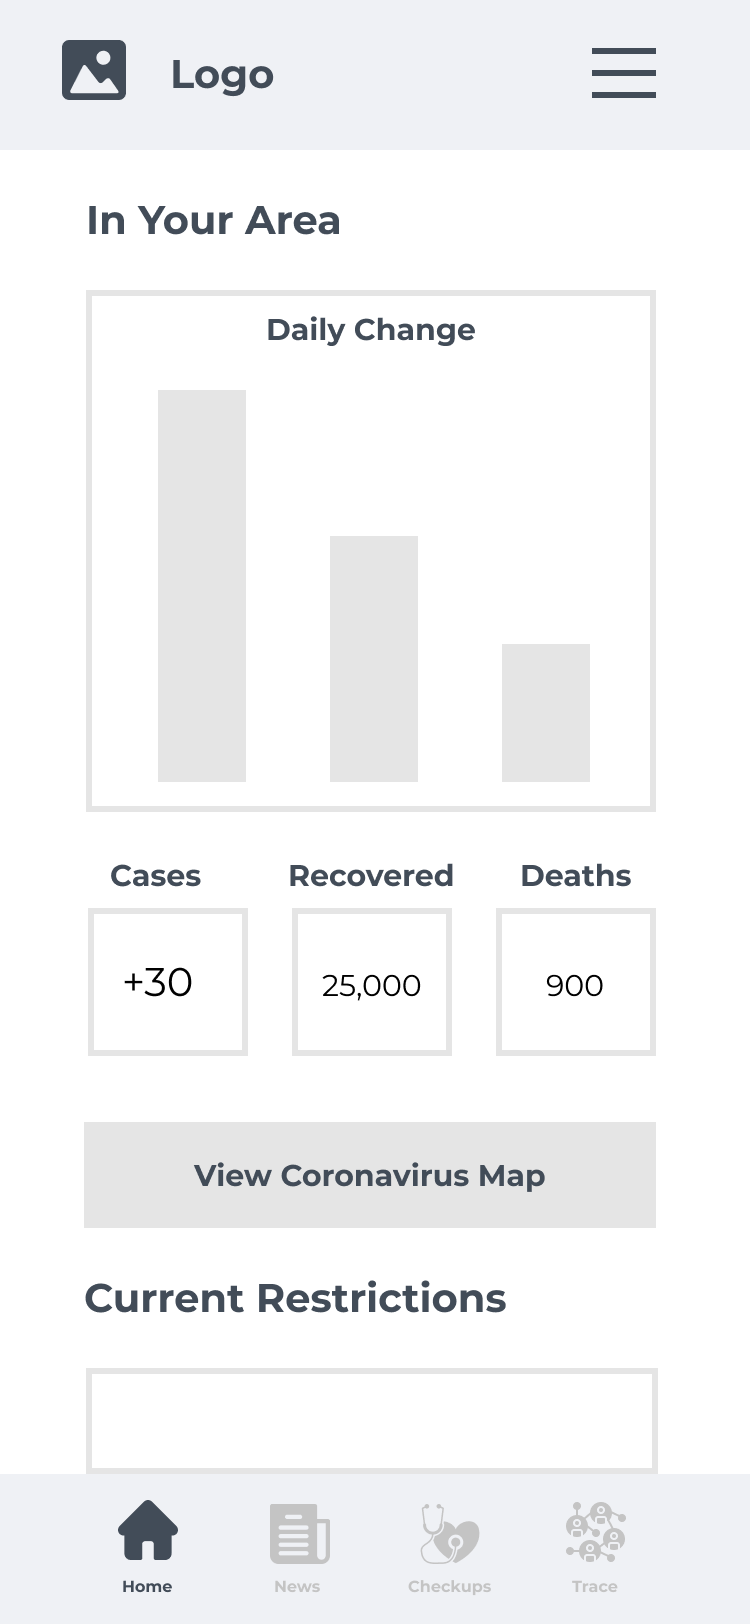 Logo
In Your Area
Daily Change
Cases Recovered Deaths
+30 25,000 900
View Coronavirus Map
Current Restrictions
Home News Checkups Trace